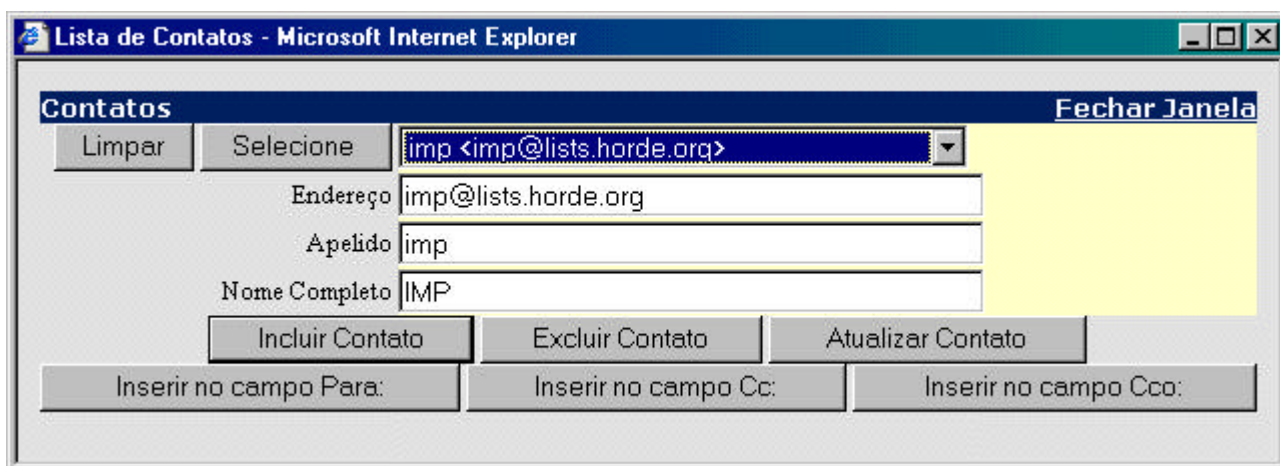 Lista de Contatos - Microsoft Internet Explorer
Contatos Fechar Janela
Limpar Selecione imp <imp@lists.horde.org>
Endereço imp@lists.horde.org
Apelido imp
Nome Completo IMP
Incluir Contato Excluir Contato Atualizar Contato
Inserir no campo Para: Inserir no campo Cc: Inserir no campo Cco: